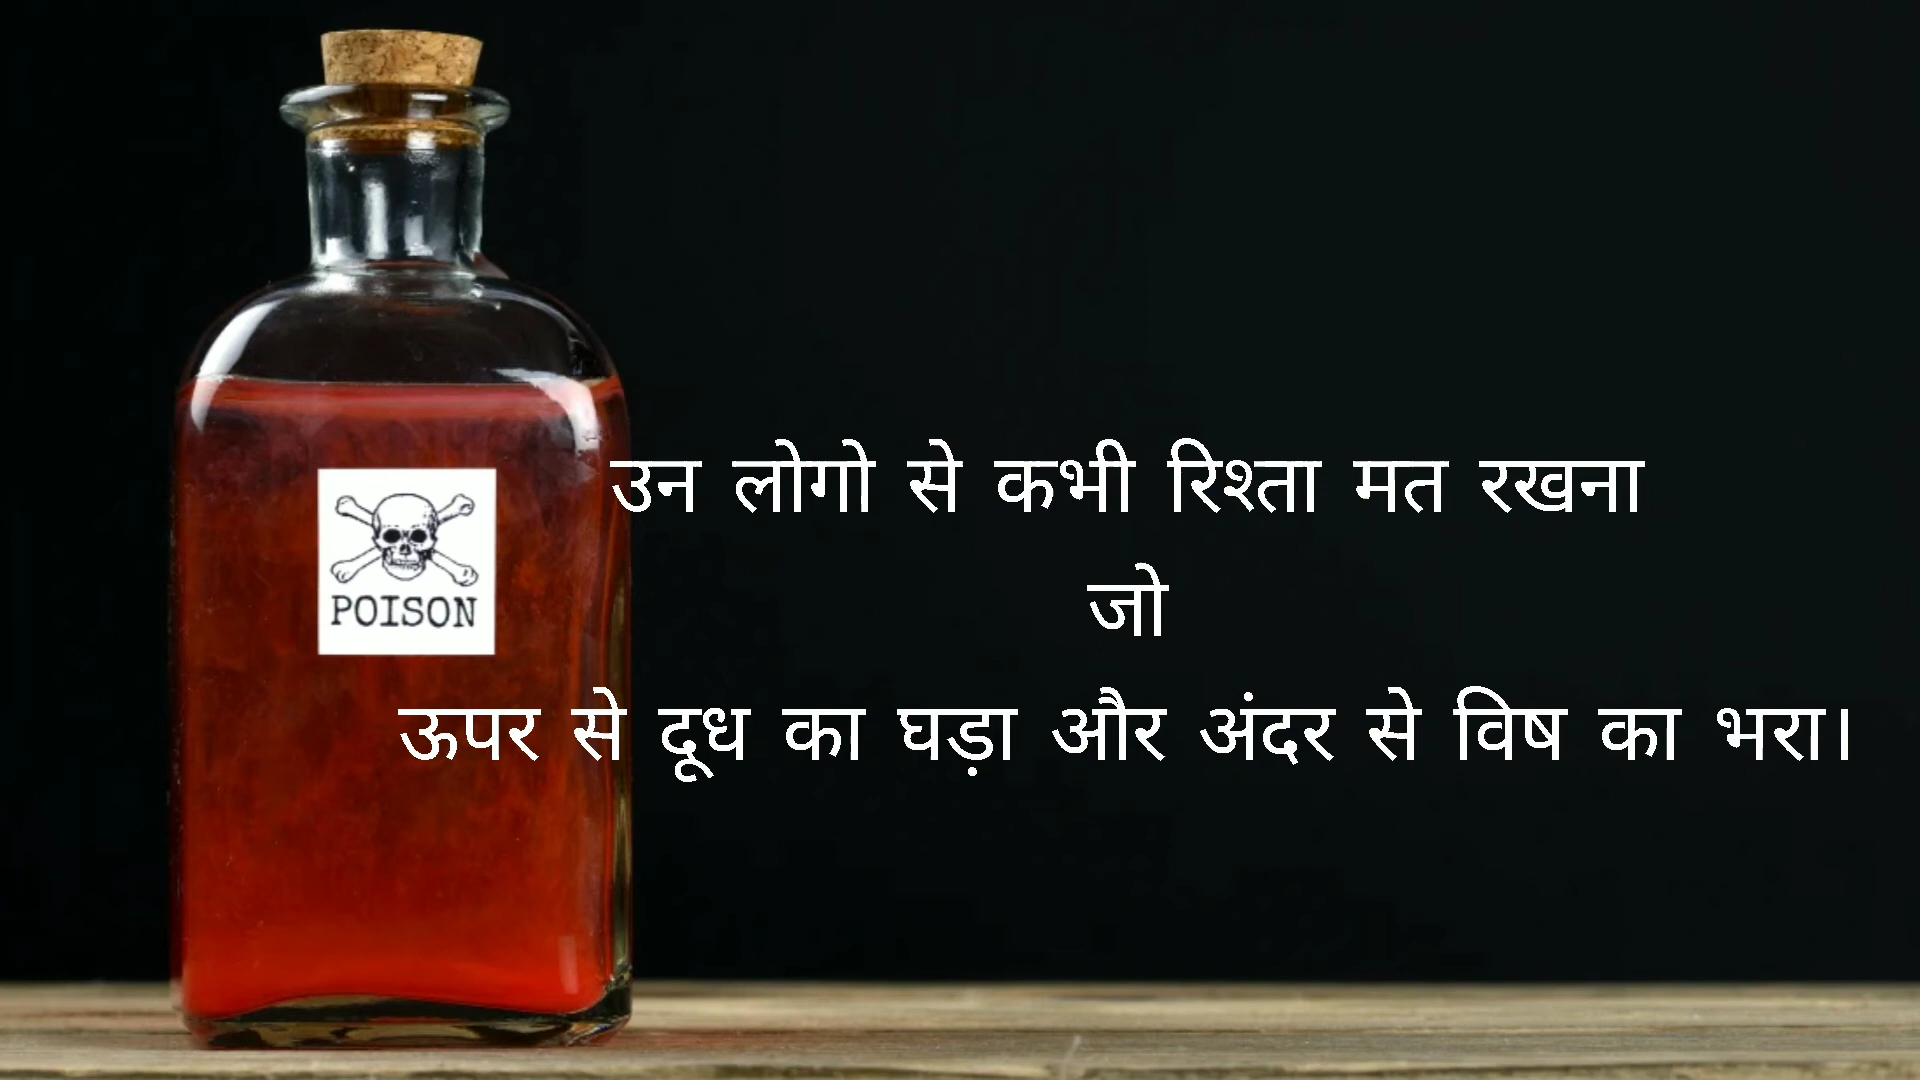 POISON
उन लोगो से कभी रिश्ता मत रखना
जो
ऊपर से दूध का घड़ा और अंदर से विष का भरा।